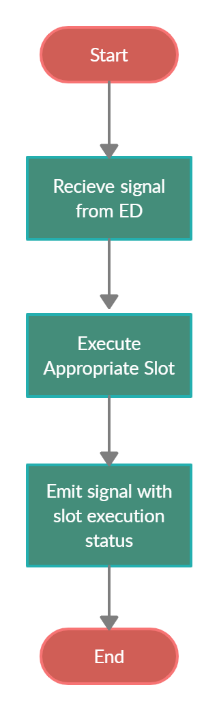 Start
Recieve signal
from ED
Execute
Appropriate Slot
Emit signal with
slot execution
status
End